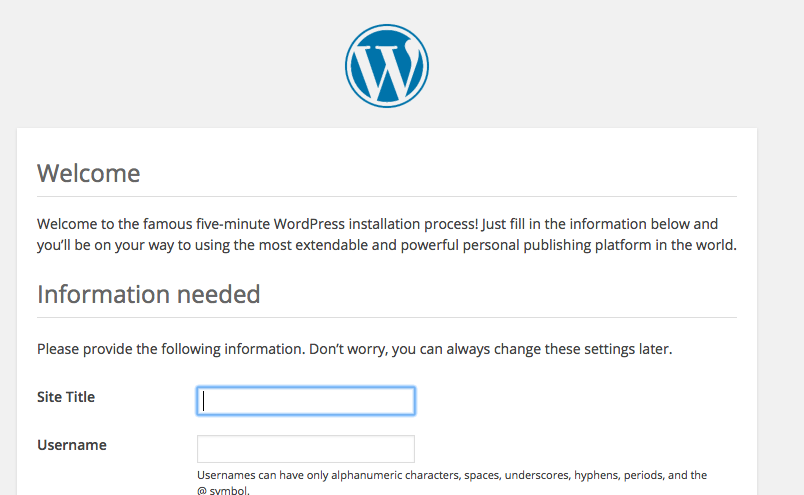 W
Welcome
Welcome to the famous five-minute WordPress installation process! Just fill in the information below and
you’ll be on your way to using the most extendable and powerful personal publishing platform in the world.
Information needed
Please provide the following information. Don’t worry, you can always change these settings later.
Site Title
Username
Usernames can have only alphanumeric characters, spaces, underscores, hyphens, periods, and the
@ symbol.